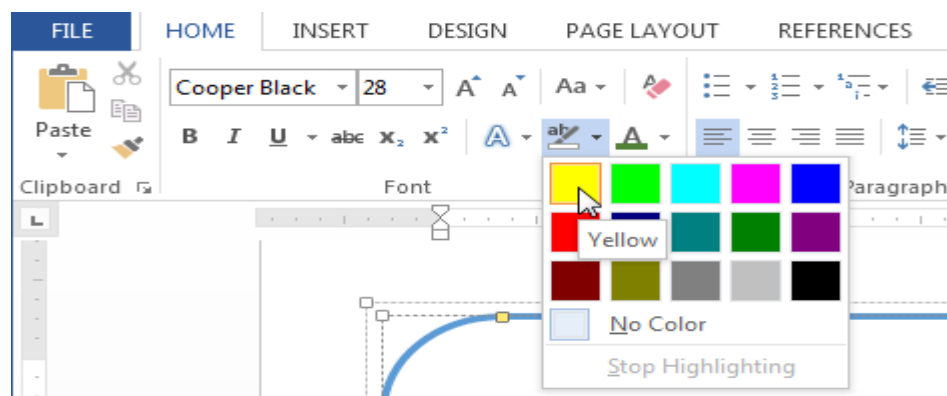 FILE HOME INSERT DESIGN PAGE LAYOUT REFERENCES
Cooper Black 28 A A Aa
Paste B I U abc X₂ X² A ab A
Clipboard Font Paragraph
L
Yellow
No Color
Stop Highlighting